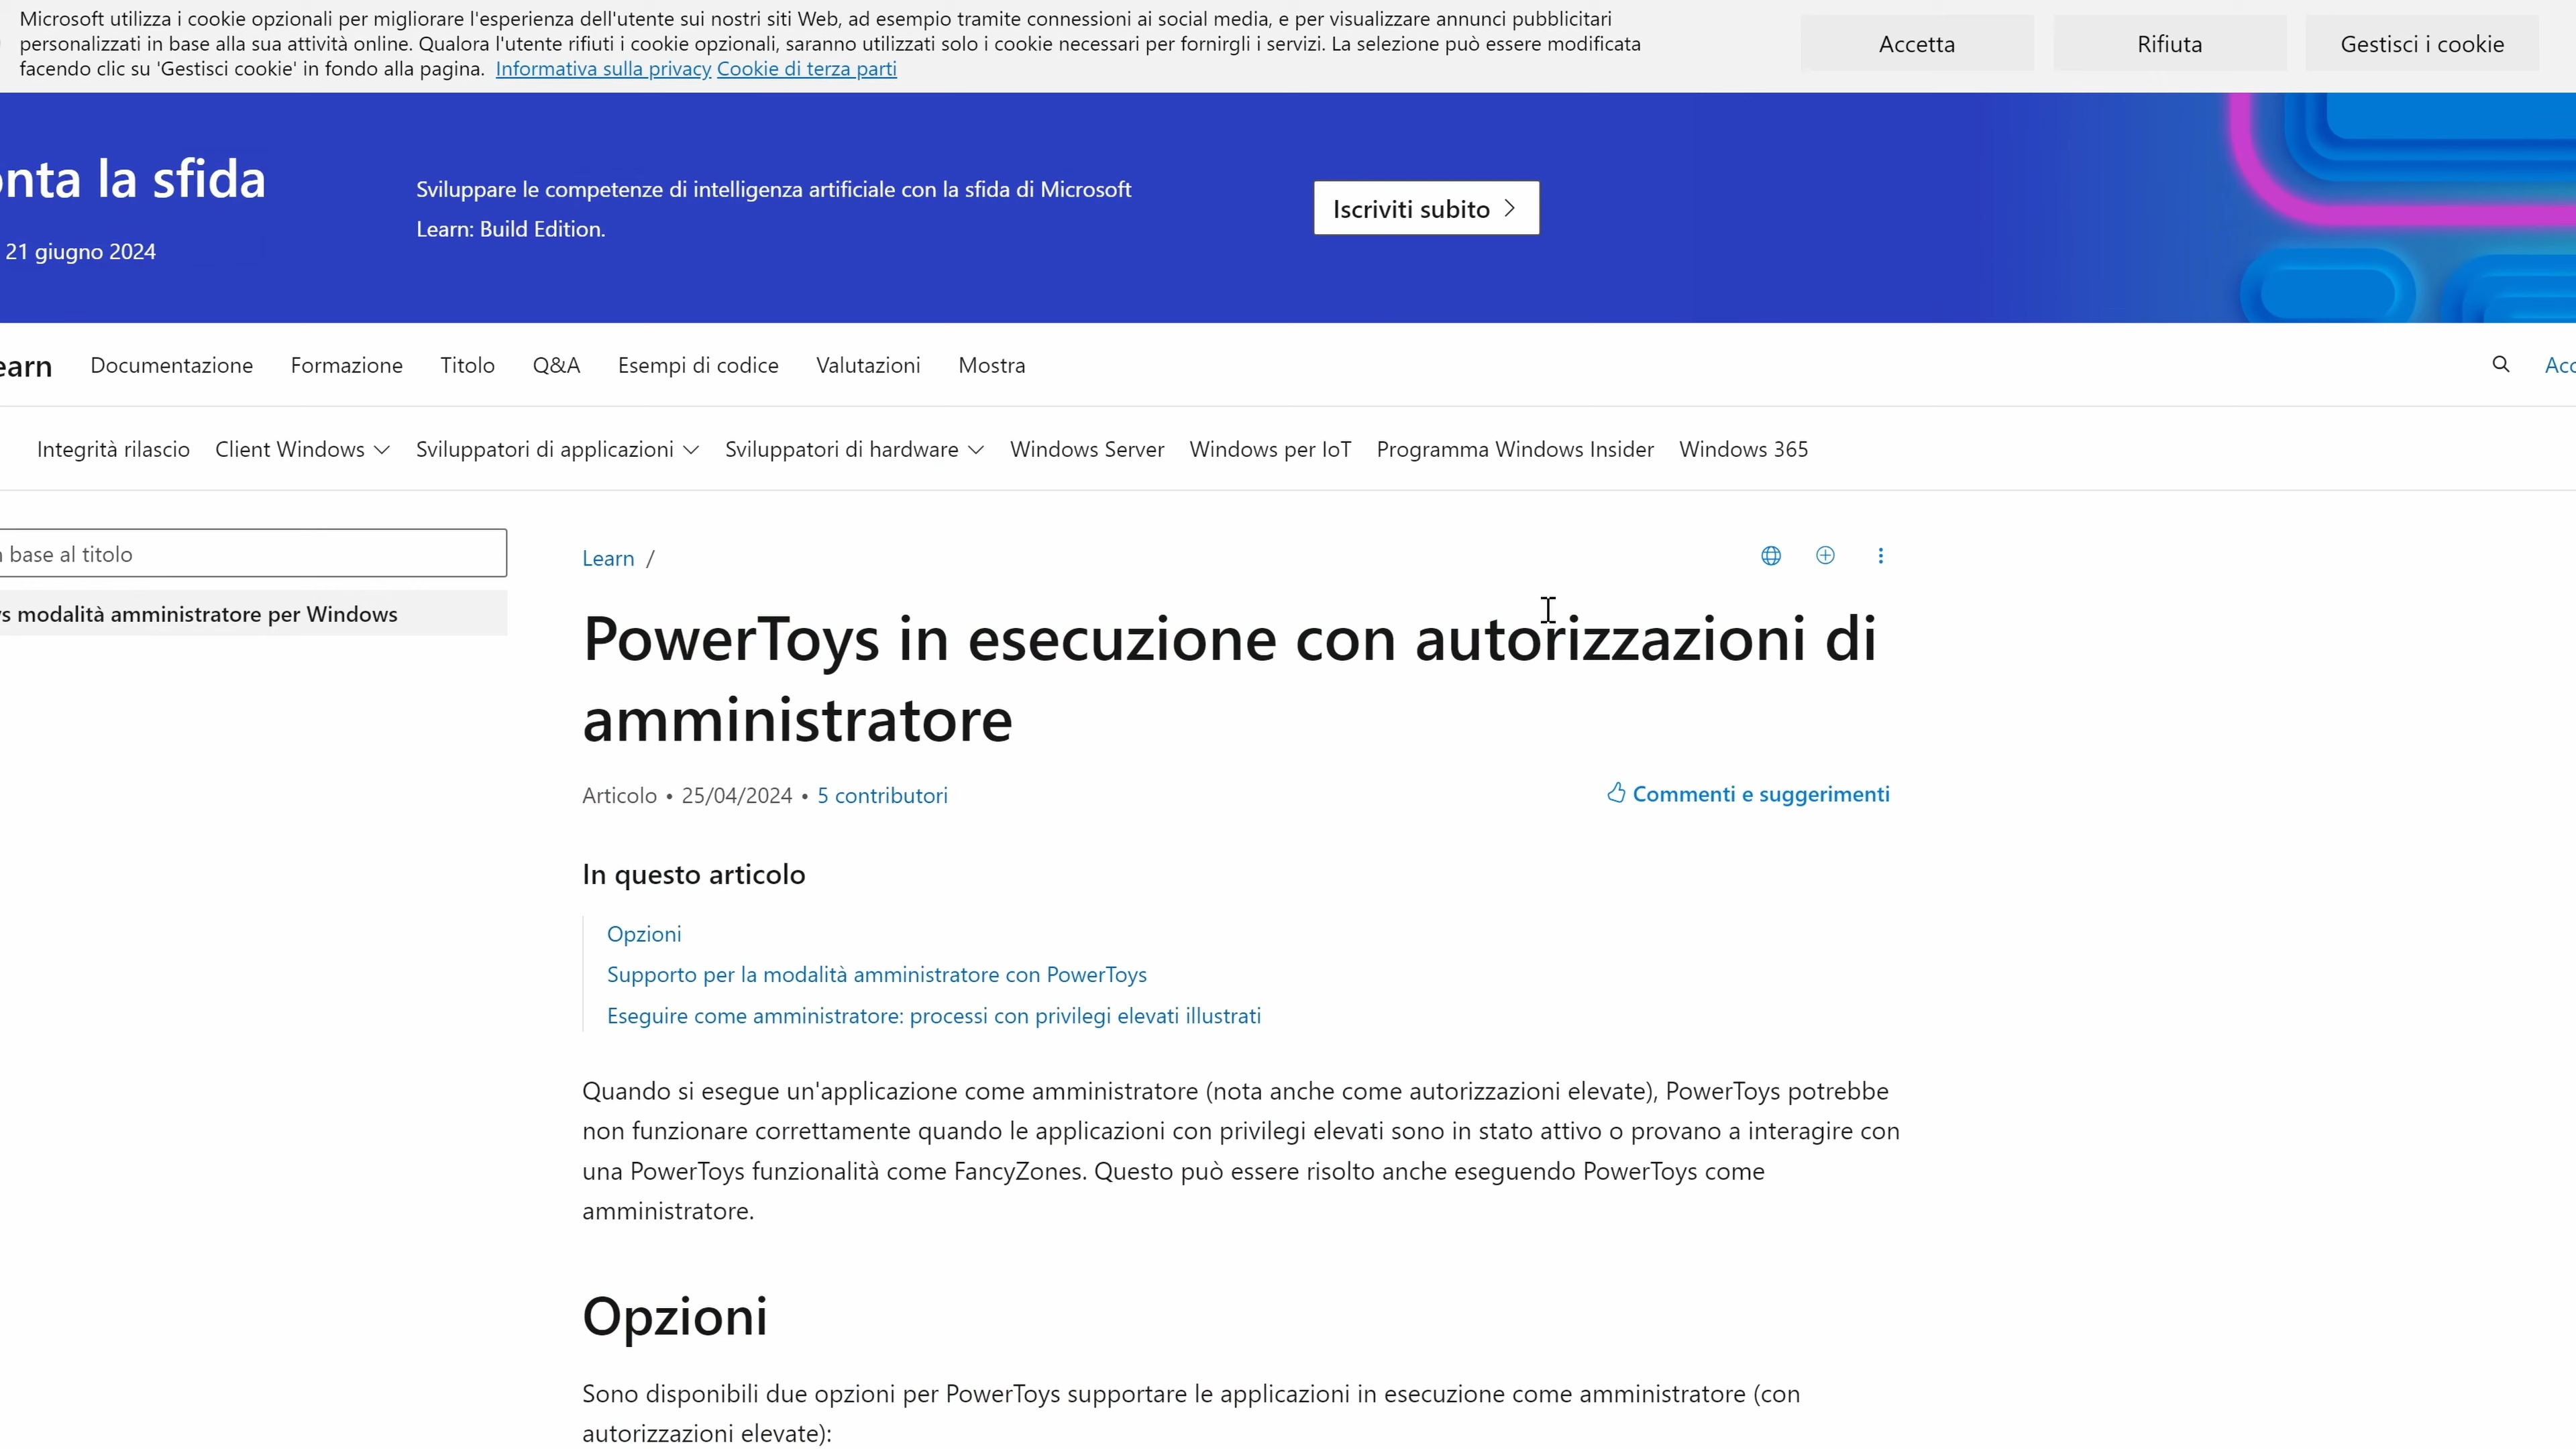 Microsoft utilizza i cookie opzionali per migliorare l'esperienza dell'utente sui nostri siti Web, ad esempio tramite connessioni ai social media, e per visualizzare annunci pubblicitari
personalizzati in base alla sua attività online. Qualora l'utente rifiuti i cookie opzionali, saranno utilizzati solo i cookie necessari per fornirgli i servizi. La selezione può essere modificata
facendo clic su 'Gestisci cookie' in fondo alla pagina. Informativa sulla privacy Cookie di terza parti
Accetta
Rifiuta
Gestisci i cookie
onta la sfida
21 giugno 2024
Sviluppare le competenze di intelligenza artificiale con la sfida di Microsoft
Learn: Build Edition.
Iscriviti subito
earn Documentazione Formazione Titolo Q&A Esempi di codice Valutazioni Mostra Acc
Integrità rilascio Client Windows Sviluppatori di applicazioni Sviluppatori di hardware Windows Server Windows per IoT Programma Windows Insider Windows 365
base al titolo
s modalità amministratore per Windows
Learn /
PowerToys in esecuzione con autorizzazioni di
amministratore
Articolo • 25/04/2024 • 5 contributori
Commenti e suggerimenti
In questo articolo
Opzioni
Supporto per la modalità amministratore con PowerToys
Eseguire come amministratore: processi con privilegi elevati illustrati
Quando si esegue un'applicazione come amministratore (nota anche come autorizzazioni elevate), PowerToys potrebbe
non funzionare correttamente quando le applicazioni con privilegi elevati sono in stato attivo o provano a interagire con
una PowerToys funzionalità come FancyZones. Questo può essere risolto anche eseguendo PowerToys come
amministratore.
Opzioni
Sono disponibili due opzioni per PowerToys supportare le applicazioni in esecuzione come amministratore (con
autorizzazioni elevate):